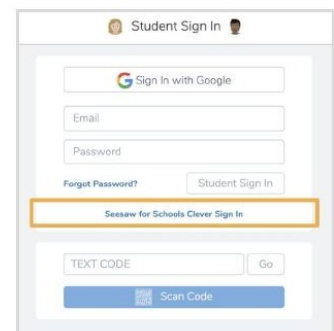 Student Sign In
Sign In with Google
Email
Password
Forgot Password? Student Sign In
Seesaw for Schools Clever Sign In
TEXT CODE Go
Scan Code